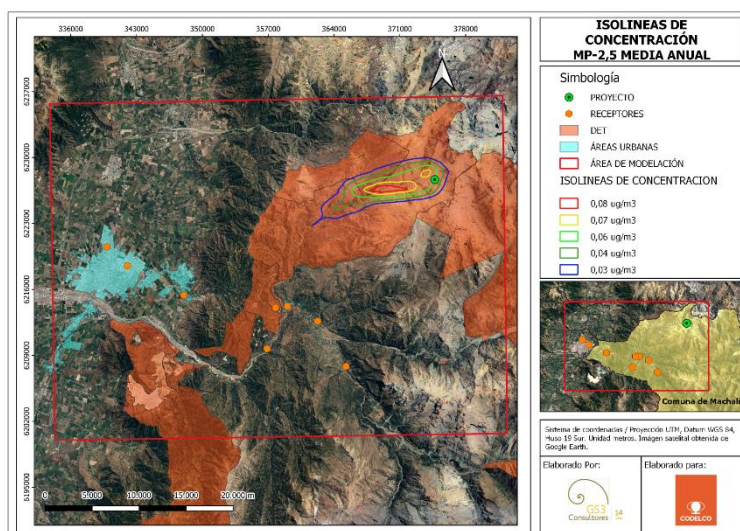 336000 343000 350000 357000 364000 371000 378000
6237000
6230000
6223000
6216000
6209000
6202000
6195000
0 5.000 10.000 15.000 20.000 m
ISOLINEAS DE
CONCENTRACIÓN
MP-2,5 MEDIA ANUAL
Simbología
PROYECTO
RECEPTORES
DET
ÁREAS URBANAS
ÁREA DE MODELACIÓN
ISOLINEAS DE CONCENTRACION
0,08 ug/m3
0,07 ug/m3
0,06 ug/m3
0,04 ug/m3
0,03 ug/m3
Comuna de Machalí
Sistema de coordenadas / Proyección UTM, Datum WGS 84,
Huso 19 Sur. Unidad metros. Imágen satelital obtenida de
Google Earth.
Elaborado Por:
GS3
Consultores
14
Elaborado para:
CODELCO